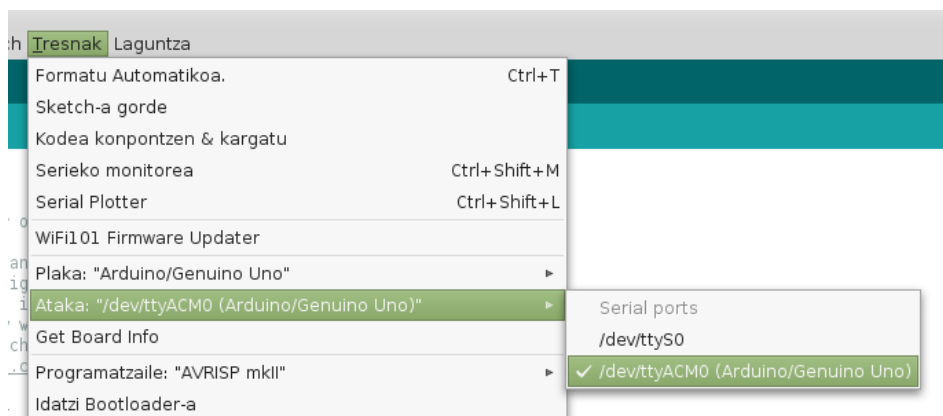 Tresnak Laguntza
Formatu Automatikoa. Ctrl+T
Sketch-a gorde
Kodea konpontzen & kargatu
Serieko monitorea Ctrl+Shift+M
Serial Plotter Ctrl+Shift+L
WiFi101 Firmware Updater
Plaka: "Arduino/Genuino Uno"
Ataka: "/dev/ttyACM0 (Arduino/Genuino Uno)"
Serial ports
/dev/ttyS0
/dev/ttyACM0 (Arduino/Genuino Uno)
Get Board Info
Programatzaile: "AVRISP mkII"
Idatzi Bootloader-a